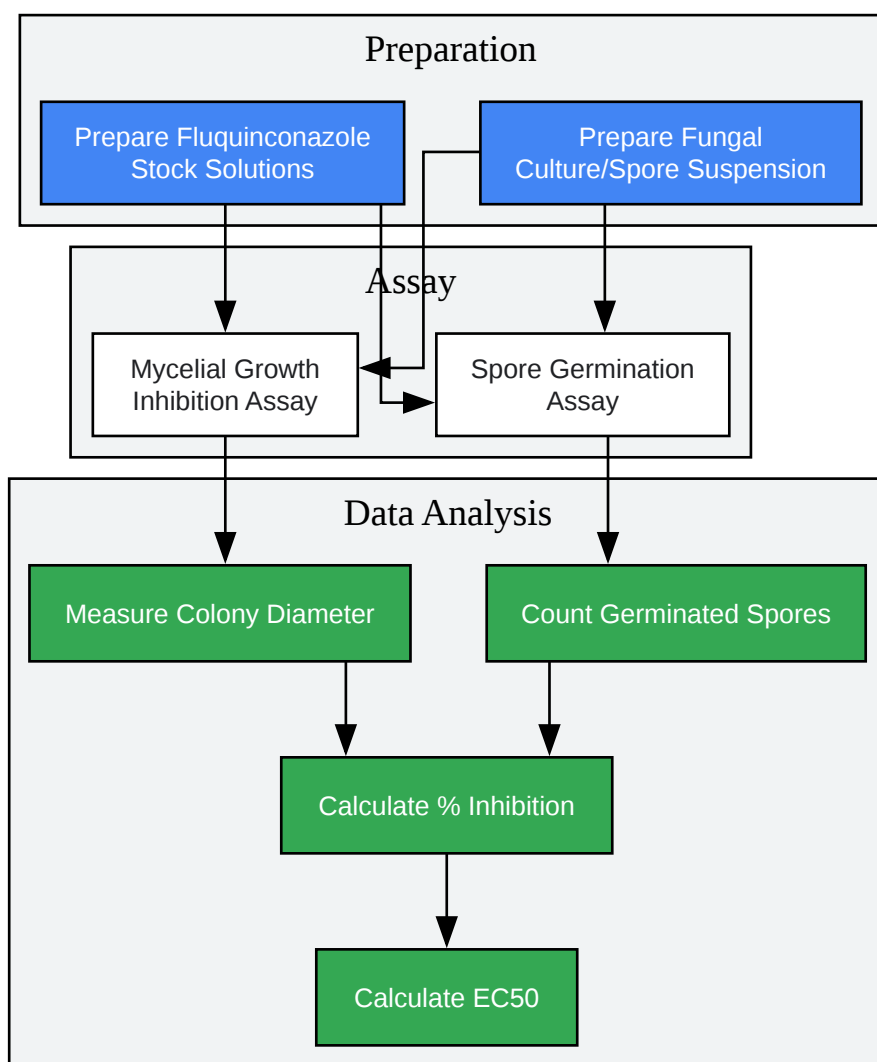 Preparation
Prepare Fluquinconazole
Stock Solutions
Prepare Fungal
Culture/Spore Suspension
Assay
Mycelial Growth
Inhibition Assay
Spore Germination
Assay
Data Analysis
Measure Colony Diameter
Count Germinated Spores
Calculate % Inhibition
Calculate EC50